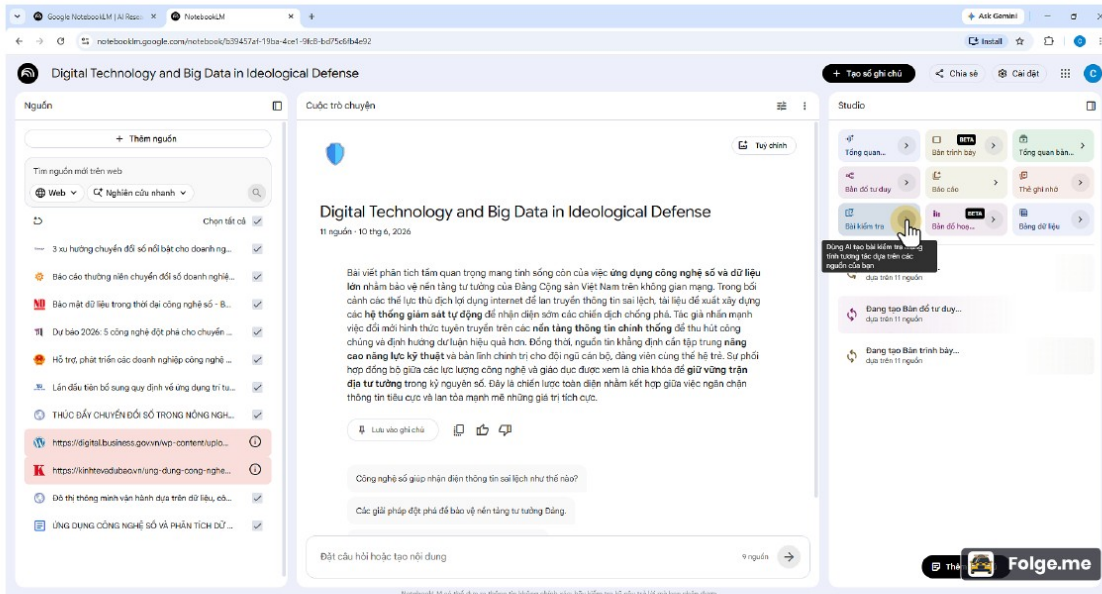 Google NotebookLM | AI Resea
NotebookLM
Ask Gemini
notebooklm.google.com/notebook/b39457af-19ba-4ce1-9fc8-bd75c6fb4e92
Install
Digital Technology and Big Data in Ideological Defense
+ Tạo sổ ghi chú
Chia sẻ
Cài đặt
C
Nguồn
+ Thêm nguồn
Tìm nguồn mới trên web
Web
Nghiên cứu nhanh
Chọn tất cả
3 xu hướng chuyển đổi số nổi bật cho doanh ng...
Báo cáo thường niên chuyển đổi số doanh nghiệ...
Bảo mật dữ liệu trong thời đại công nghệ số - B...
Dự báo 2026: 5 công nghệ đột phá cho chuyển ...
Hỗ trợ, phát triển các doanh nghiệp công nghệ ...
Lần đầu tiên bổ sung quy định về ứng dụng trí tu...
THÚC ĐẨY CHUYỂN ĐỔI SỐ TRONG NÔNG NGH...
https://digital.business.gov.vn/wp-content/uplo...
https://kinhtevadubao.vn/ung-dung-cong-nghe...
Đô thị thông minh vận hành dựa trên dữ liệu, cô...
ỨNG DỤNG CÔNG NGHỆ SỐ VÀ PHÂN TÍCH DỮ ...
Cuộc trò chuyện
Tuỳ chỉnh
Digital Technology and Big Data in Ideological Defense
11 nguồn · 10 thg 6, 2026
Bài viết phân tích tầm quan trọng mang tính sống còn của việc ứng dụng công nghệ số và dữ liệu
lớn nhằm bảo vệ nền tảng tư tưởng của Đảng Cộng sản Việt Nam trên không gian mạng. Trong bối
cảnh các thế lực thù địch lợi dụng internet để lan truyền thông tin sai lệch, tài liệu đề xuất xây dựng
các hệ thống giám sát tự động để nhận diện sớm các chiến dịch chống phá. Tác giả nhấn mạnh
việc đổi mới hình thức tuyên truyền trên các nền tảng thông tin chính thống để thu hút công
chúng và định hướng dư luận hiệu quả hơn. Đồng thời, nguồn tin khẳng định cần tập trung nâng
cao năng lực kỹ thuật và bản lĩnh chính trị cho đội ngũ cán bộ, đảng viên cùng thế hệ trẻ. Sự phối
hợp đồng bộ giữa các lực lượng công nghệ và giáo dục được xem là chìa khóa để giữ vững trận
địa tư tưởng trong kỷ nguyên số. Đây là chiến lược toàn diện nhằm kết hợp giữa việc ngăn chặn
thông tin tiêu cực và lan tỏa mạnh mẽ những giá trị tích cực.
Lưu vào ghi chú
Công nghệ số giúp nhận diện thông tin sai lệch như thế nào?
Các giải pháp đột phá để bảo vệ nền tảng tư tưởng Đảng.
Đặt câu hỏi hoặc tạo nội dung
9 nguồn
Studio
Tổng quan...
BETA
Bản trình bày
Tổng quan bản...
Bản đồ tư duy
Báo cáo
Thẻ ghi nhớ
Bài kiểm tra
BETA
Bản đồ hoạ...
Bảng dữ liệu
Dùng AI tạo bài kiểm tra mang
tính tương tác dựa trên các
nguồn của bạn
dựa trên 11 nguồn
Đang tạo Bản đồ tư duy...
dựa trên 11 nguồn
Đang tạo Bản trình bày...
dựa trên 11 nguồn
Folge.me